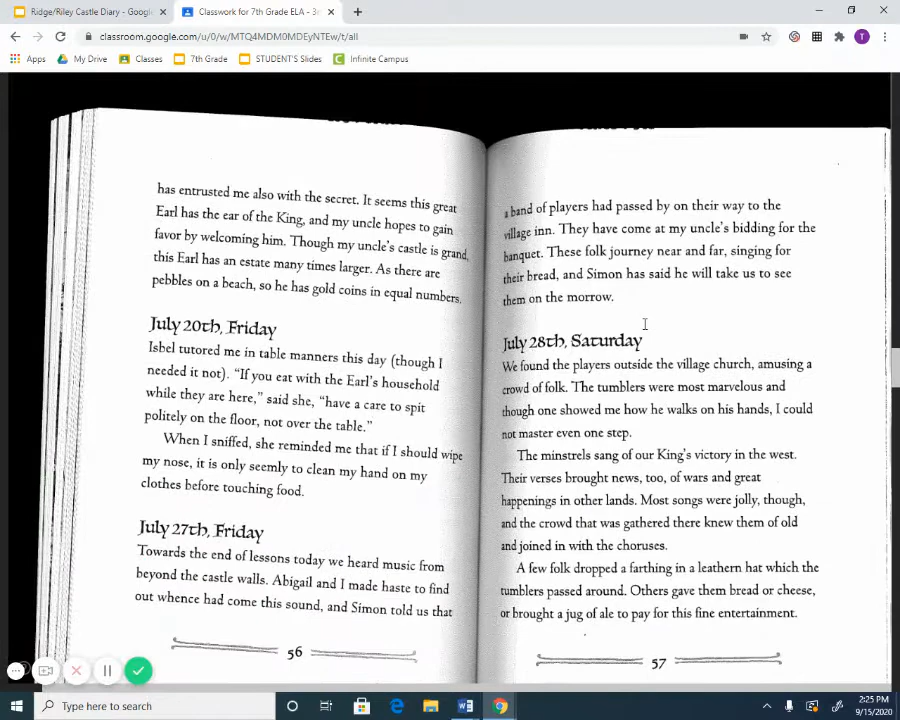 Ridge/Riley Castle Diary - Googl
Classwork for 7th Grade ELA - 3r
classroom.google.com/u/0/w/MTQ4MDM0MDEyNTEw/t/all
T
Apps
My Drive
Classes
7th Grade
STUDENT'S Slides
Infinite Campus
has entrusted me also with the secret. It seems this great
Earl has the ear of the King, and my uncle hopes to gain
favor by welcoming him. Though my uncle's castle is grand,
this Earl has an estate many times larger. As there are
pebbles on a beach, so he has gold coins in equal numbers.
July 20th, Friday
Isbel tutored me in table manners this day (though I
needed it not). "If you eat with the Earl's household
while they are here," said she, "have a care to spit
politely on the floor, not over the table."
When I sniffed, she reminded me that if I should wipe
my nose, it is only seemly to clean my hand on my
clothes before touching food.
July 27th, Friday
Towards the end of lessons today we heard music from
beyond the castle walls. Abigail and I made haste to find
out whence had come this sound, and Simon told us that
56
a band of players had passed by on their way to the
village inn. They have come at my uncle's bidding for the
banquet. These folk journey near and far, singing for
their bread, and Simon has said he will take us to see
them on the morrow.
July 28th, Saturday
We found the players outside the village church, amusing a
crowd of folk. The tumblers were most marvelous and
though one showed me how he walks on his hands, I could
not master even one step.
The minstrels sang of our King's victory in the west.
Their verses brought news, too, of wars and great
happenings in other lands. Most songs were jolly, though,
and the crowd that was gathered there knew them of old
and joined in with the choruses.
A few folk dropped a farthing in a leathern hat which the
tumblers passed around. Others gave them bread or cheese,
or brought a jug of ale to pay for this fine entertainment.
57
Type here to search
2:25 PM
9/15/2020